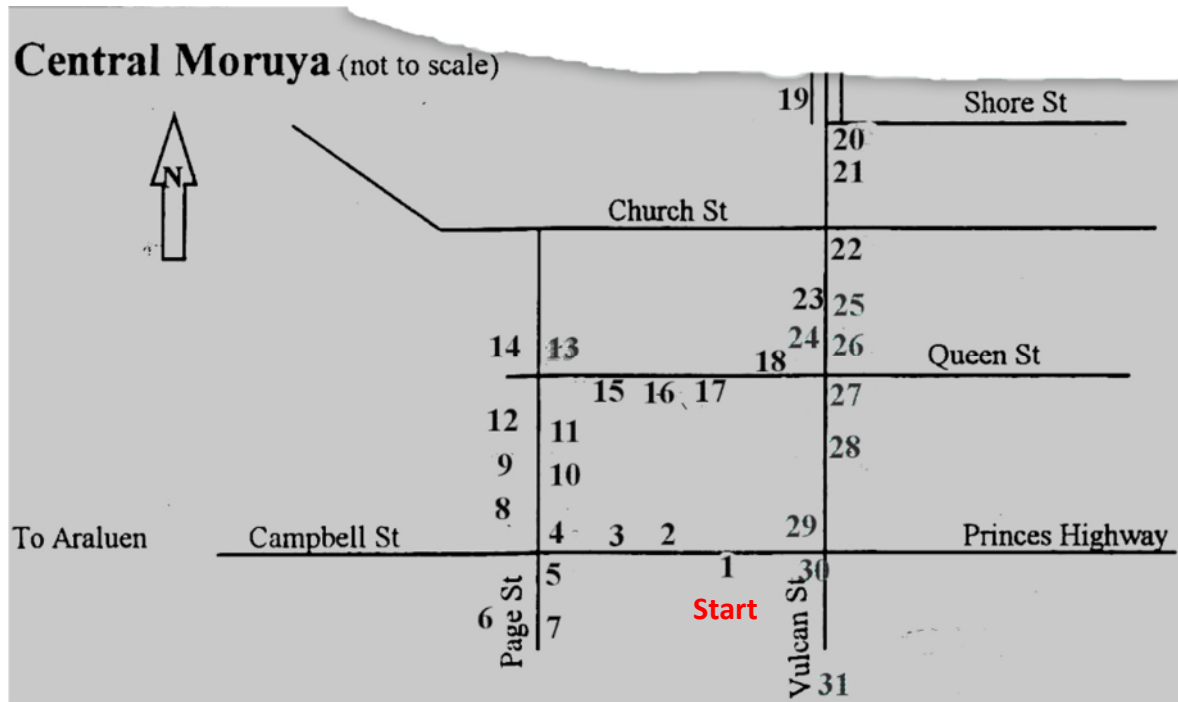 Central Moruya (not to scale)
19
Shore St
N
20
21
Church St
22
23
25
24
26
14
13
18
Queen St
15
16
17
27
12
11
28
9
10
8
To Araluen
Campbell St
4
3
2
29
Princes Highway
5
1
30
Start
6
Page St
7
Vulcan St
31